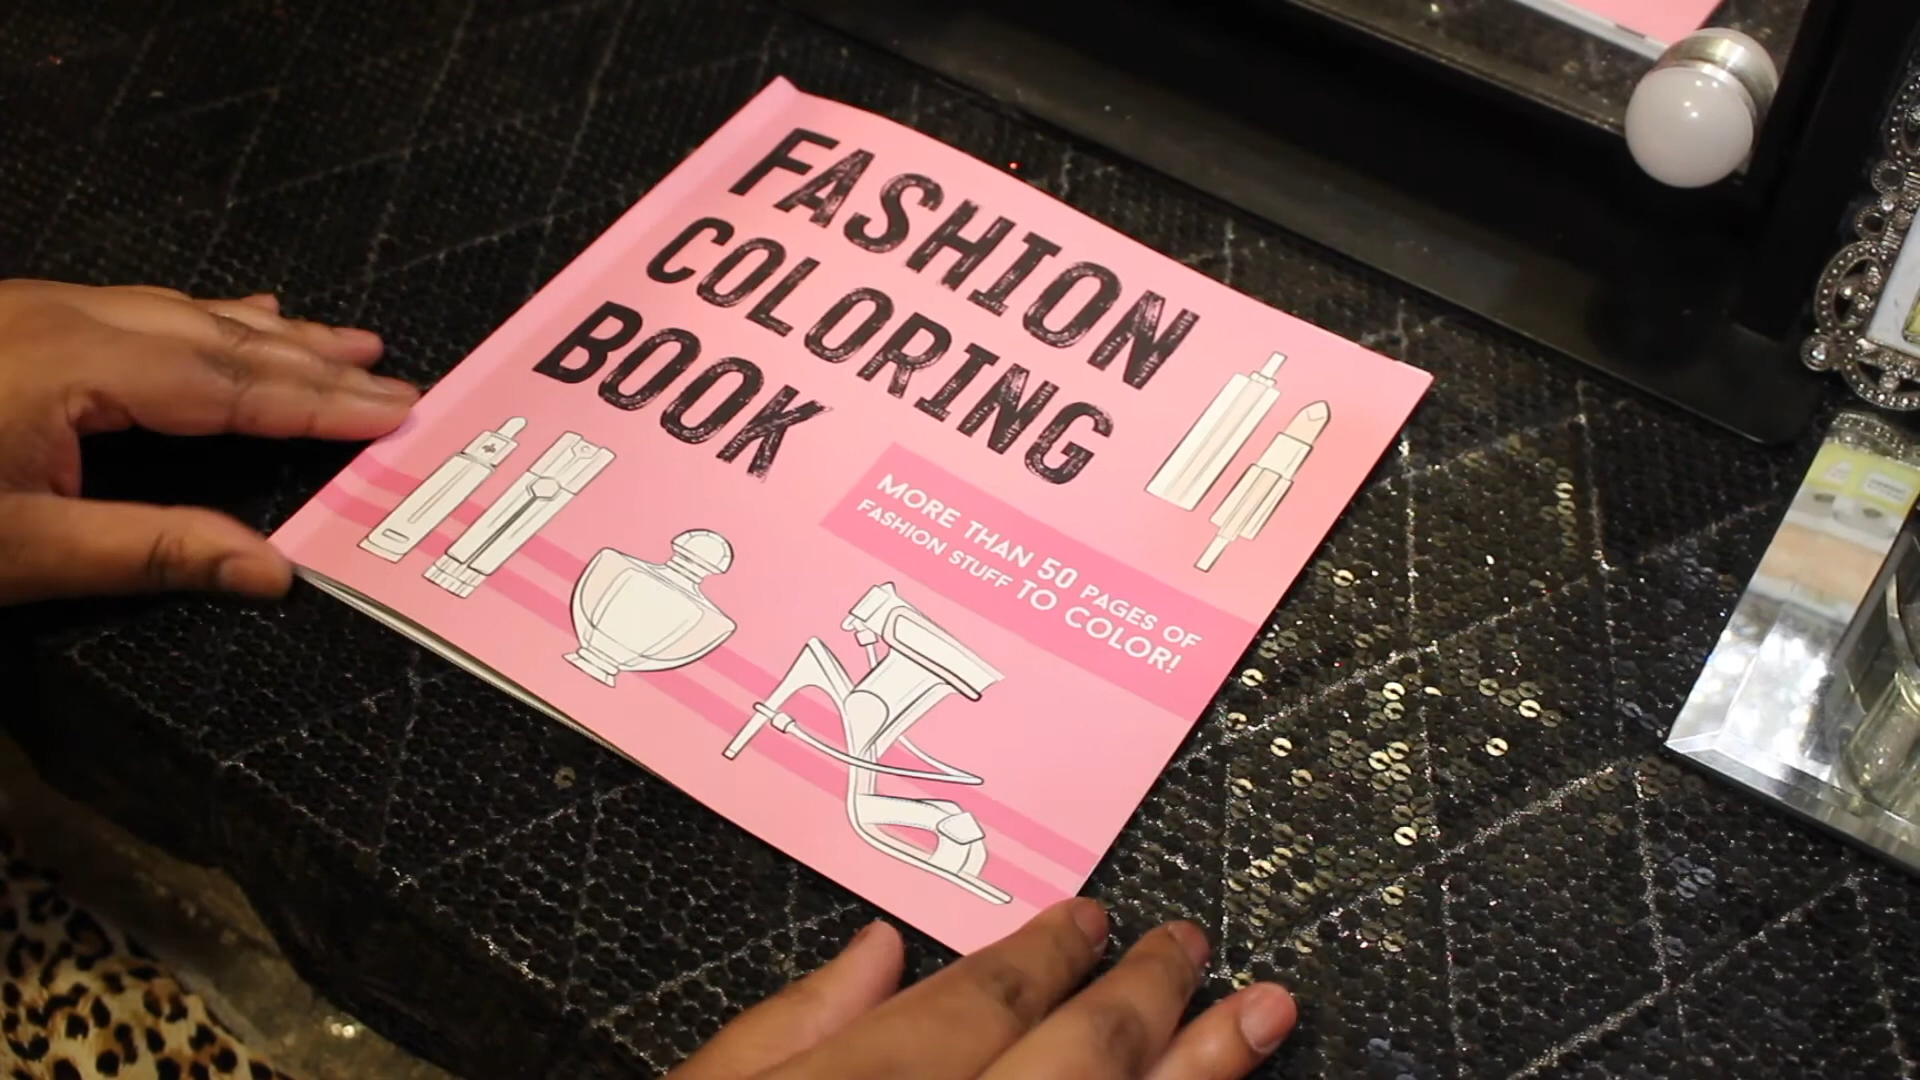 FASHION
COLORING
BOOK
MORE THAN 50 PAGES OF
FASHION STUFF TO COLOR!